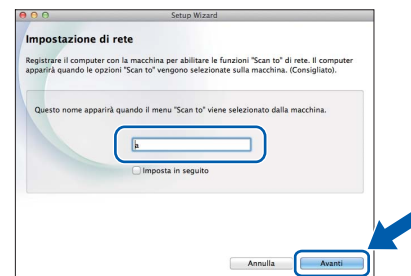 Setup Wizard
Impostazione di rete
Registrare il computer con la macchina per abilitare le funzioni "Scan to" di rete. Il computer
apparirà quando le opzioni "Scan to" vengono selezionate sulla macchina. (Consigliato).
Questo nome apparirà quando il menu "Scan to" viene selezionato dalla macchina.
a
Imposta in seguito
Annulla
Avanti